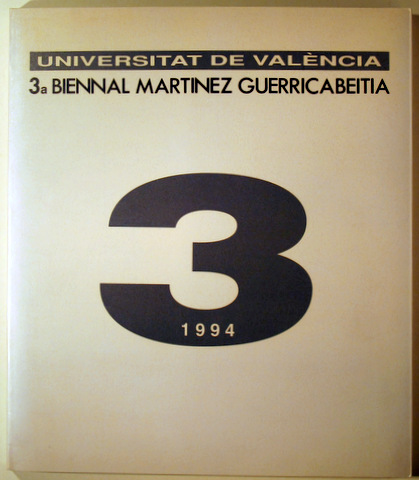 UNIVERSITAT DE VALÈNCIA
3a BIENNAL MARTINEZ GUERRICABEITIA
3
1994